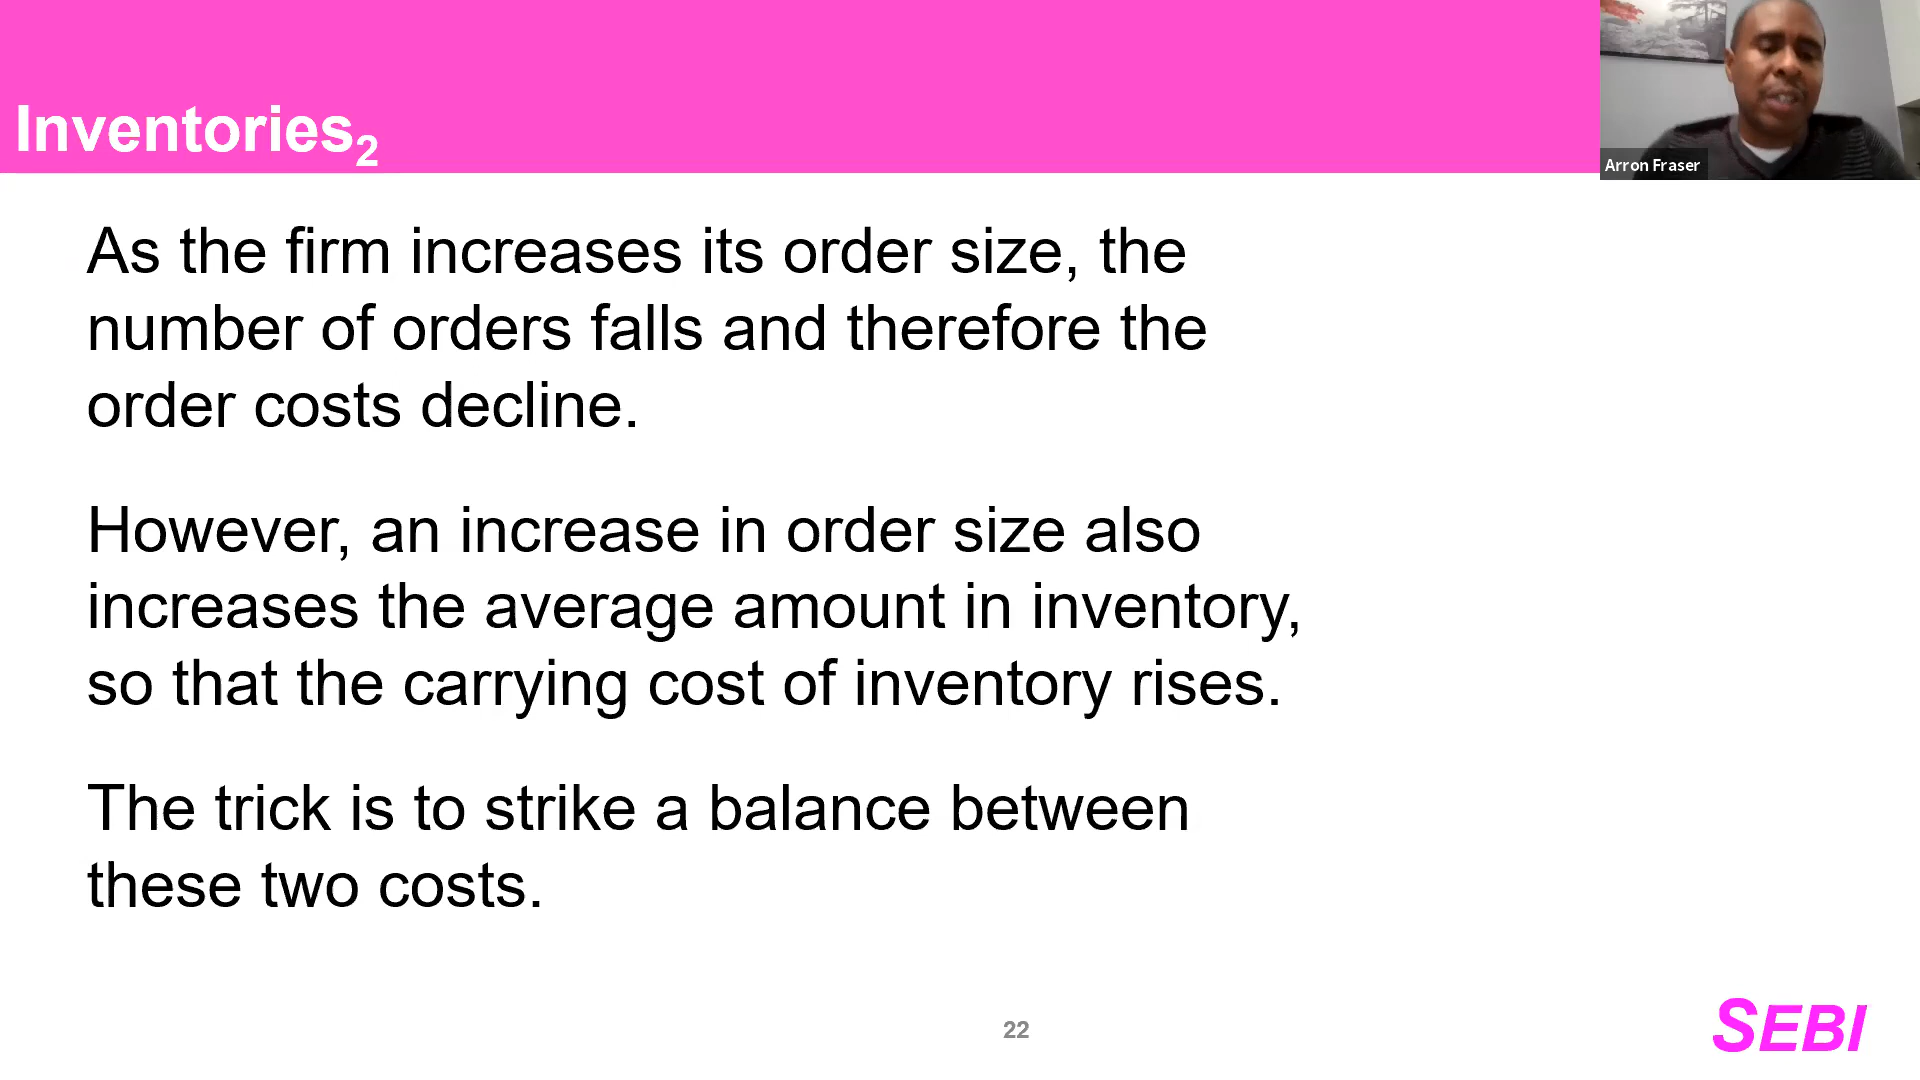 Inventories2
Arron Fraser
As the firm increases its order size, the
number of orders falls and therefore the
order costs decline.
However, an increase in order size also
increases the average amount in inventory,
so that the carrying cost of inventory rises.
The trick is to strike a balance between
these two costs.
22
SEBI